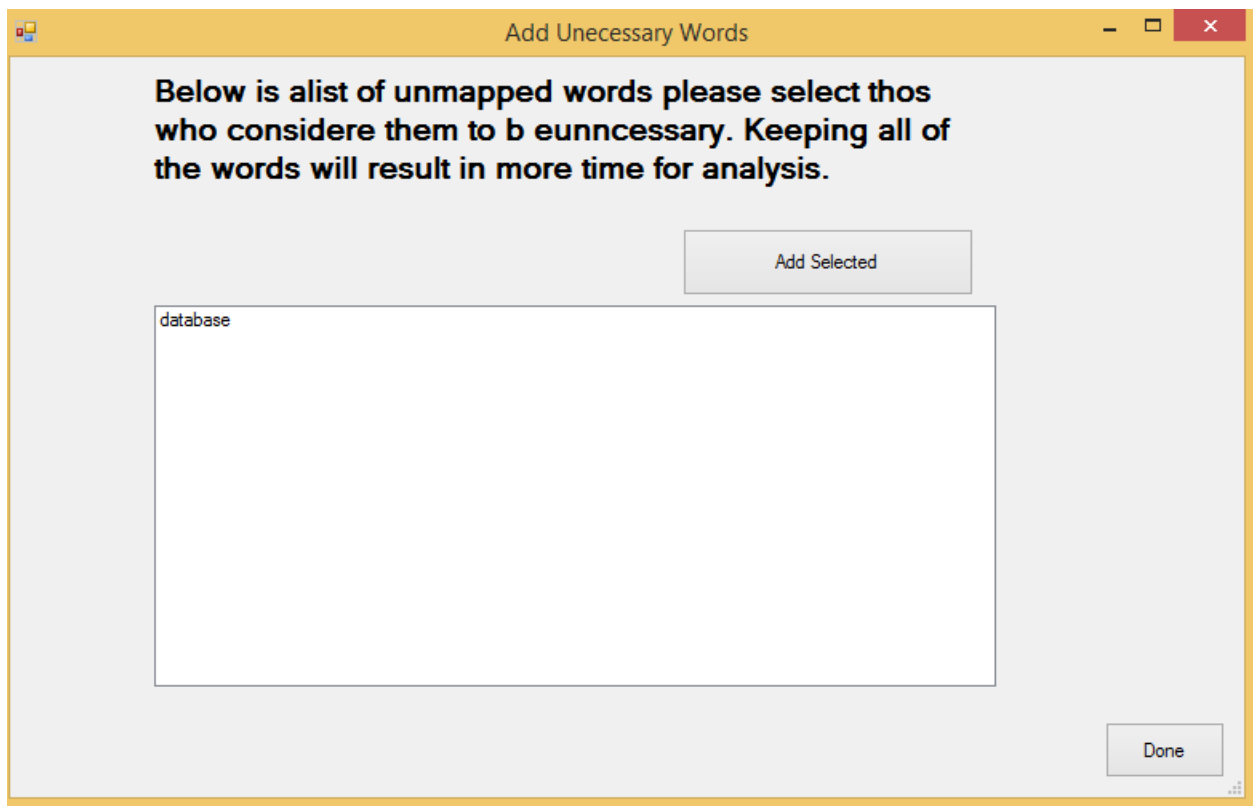 Add Unecessary Words
Below is alist of unmapped words please select thos
who considere them to b eunncessary. Keeping all of
the words will result in more time for analysis.
Add Selected
database
Done